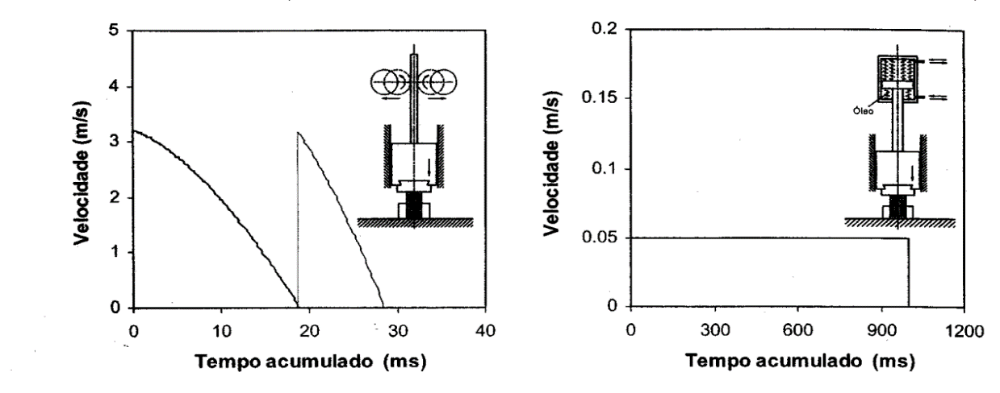 5
4
3
2
1
0
0 10 20 30 40
Velocidade (m/s)
Tempo acumulado (ms)
0.2
0.15
0.1
0.05
0
0 300 600 900 1200
Velocidade (m/s)
Tempo acumulado (ms)
Óleo